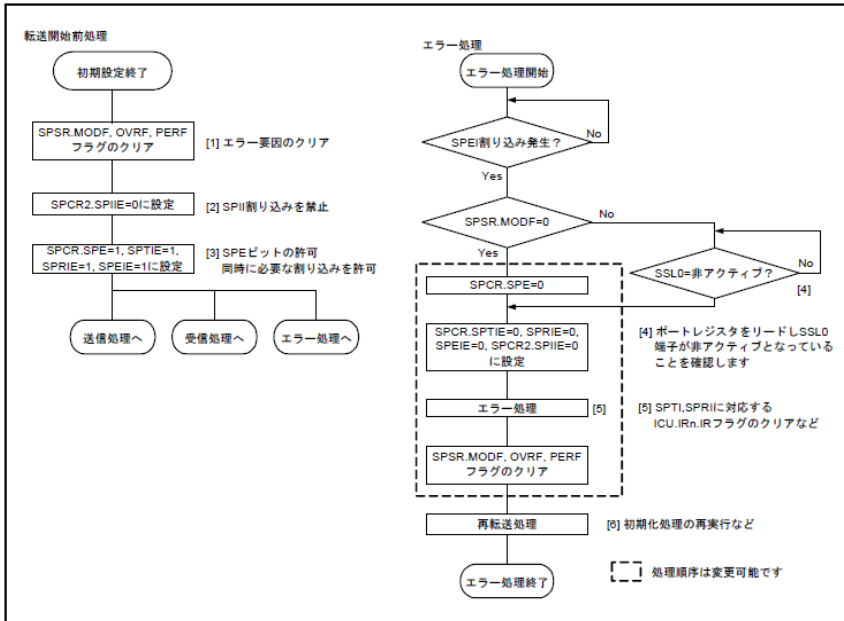 転送開始前処理
初期設定終了
SPSR.MODF, OVRF, PERF
フラグのクリア
[1] エラー要因のクリア
SPCR2.SPIIE=0に設定
[2] SPII割り込みを禁止
SPCR.SPE=1, SPTIE=1,
SPRIE=1, SPEIE=1に設定
[3] SPEビットの許可
同時に必要な割り込みを許可
送信処理へ
受信処理へ
エラー処理へ
エラー処理
エラー処理開始
SPEI割り込み発生？
No
Yes
SPSR.MODF=0
No
Yes
SSL0=非アクティブ？
No
[4]
SPCR.SPE=0
SPCR.SPTIE=0, SPRIE=0,
SPEIE=0, SPCR2.SPIIE=0
に設定
[4] ポートレジスタをリードしSSL0
端子が非アクティブとなっている
ことを確認します
エラー処理
[5]
[5] SPTI,SPRIに対応する
ICU.IRn.IRフラグのクリアなど
SPSR.MODF, OVRF, PERF
フラグのクリア
再転送処理
[6] 初期化処理の再実行など
エラー処理終了
処理順序は変更可能です